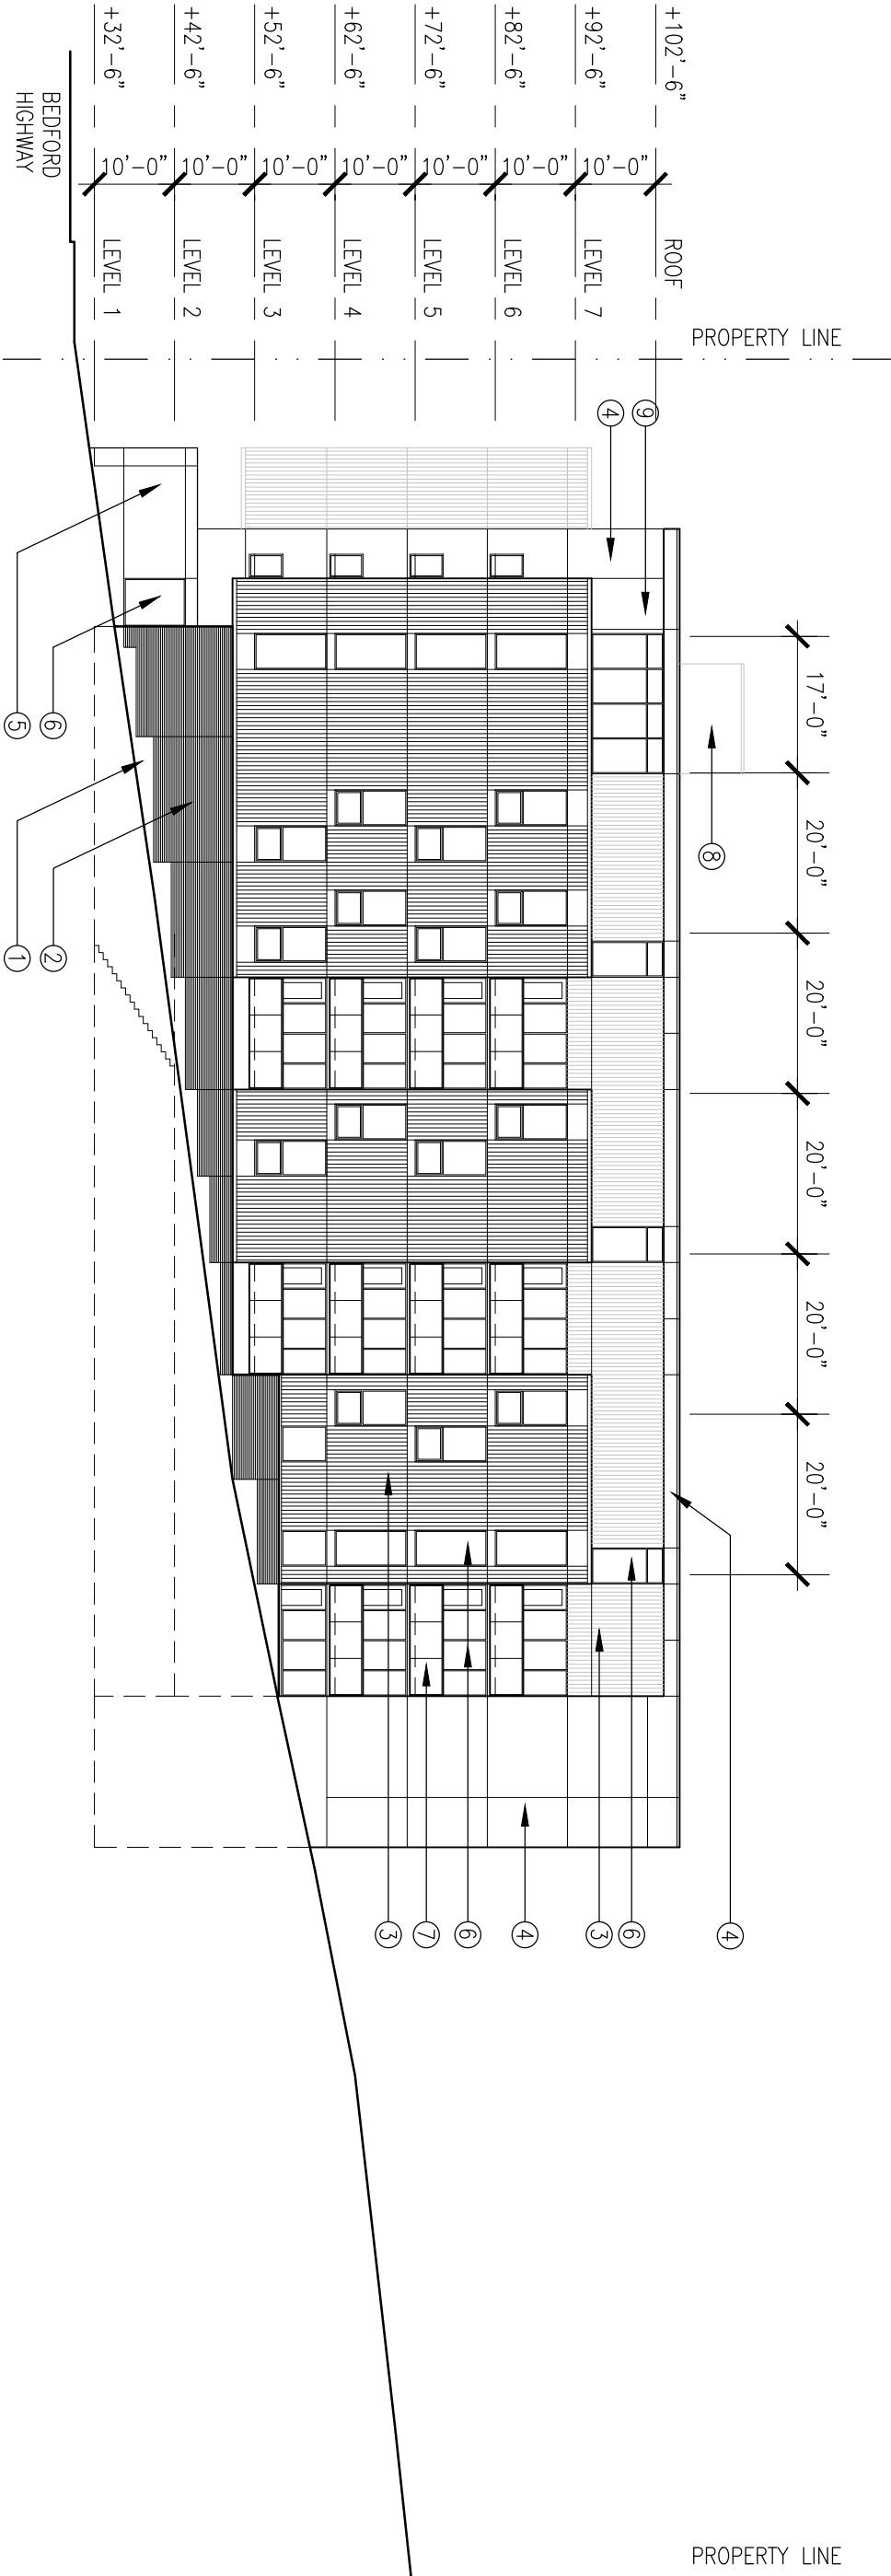 PROPERTY LINE
PROPERTY LINE
17'-0"
20'-0"
20'-0"
20'-0"
20'-0"
20'-0"
8
4
+102'-6"
ROOF
+92'-6"
10'-0"
LEVEL 7
9
4
6
3
+82'-6"
10'-0"
LEVEL 6
4
+72'-6"
10'-0"
LEVEL 5
6
7
+62'-6"
10'-0"
LEVEL 4
3
+52'-6"
10'-0"
LEVEL 3
+42'-6"
10'-0"
LEVEL 2
+32'-6"
10'-0"
LEVEL 1
BEDFORD
HIGHWAY
6
2
5
1